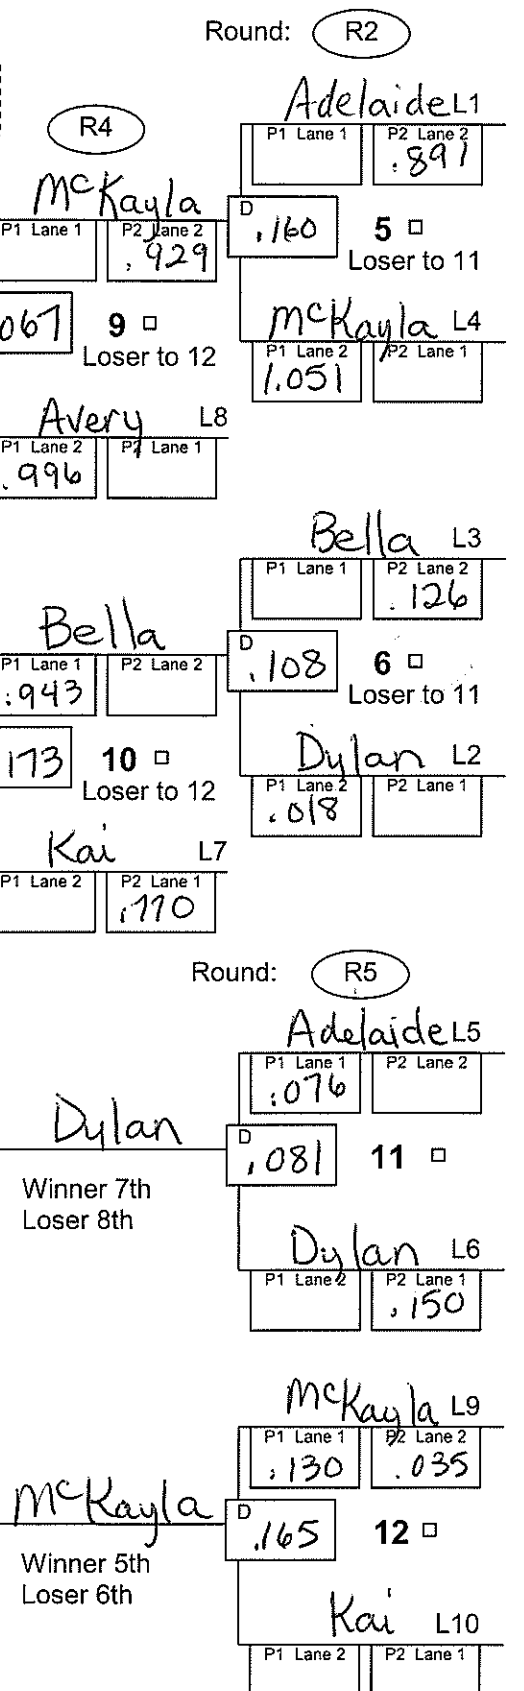 Round: R2
Adelaide L1
R4
P1 Lane 1 P2 Lane 2
.891
McKayla
D
.160 5
Loser to 11
P1 Lane 1 P2 Lane 2
.929
McKayla L4
067 9
Loser to 12
P1 Lane 2 P2 Lane 1
1.051
Avery L8
P1 Lane 2 P2 Lane 1
.996
Bella L3
P1 Lane 1 P2 Lane 2
.126
Bella
D
.108 6
Loser to 11
P1 Lane 1 P2 Lane 2
.943
Dylan L2
173 10
Loser to 12
P1 Lane 2 P2 Lane 1
.018
Kai L7
P1 Lane 2 P2 Lane 1
.770
Round: R5
Adelaide L5
P1 Lane 1 P2 Lane 2
.076
Dylan
D
.081 11
Winner 7th
Loser 8th
Dylan L6
P1 Lane 2 P2 Lane 1
.150
McKayla L9
P1 Lane 1 P2 Lane 2
.130 .035
McKayla
D
.165 12
Winner 5th
Loser 6th
Kai L10
P1 Lane 2 P2 Lane 1